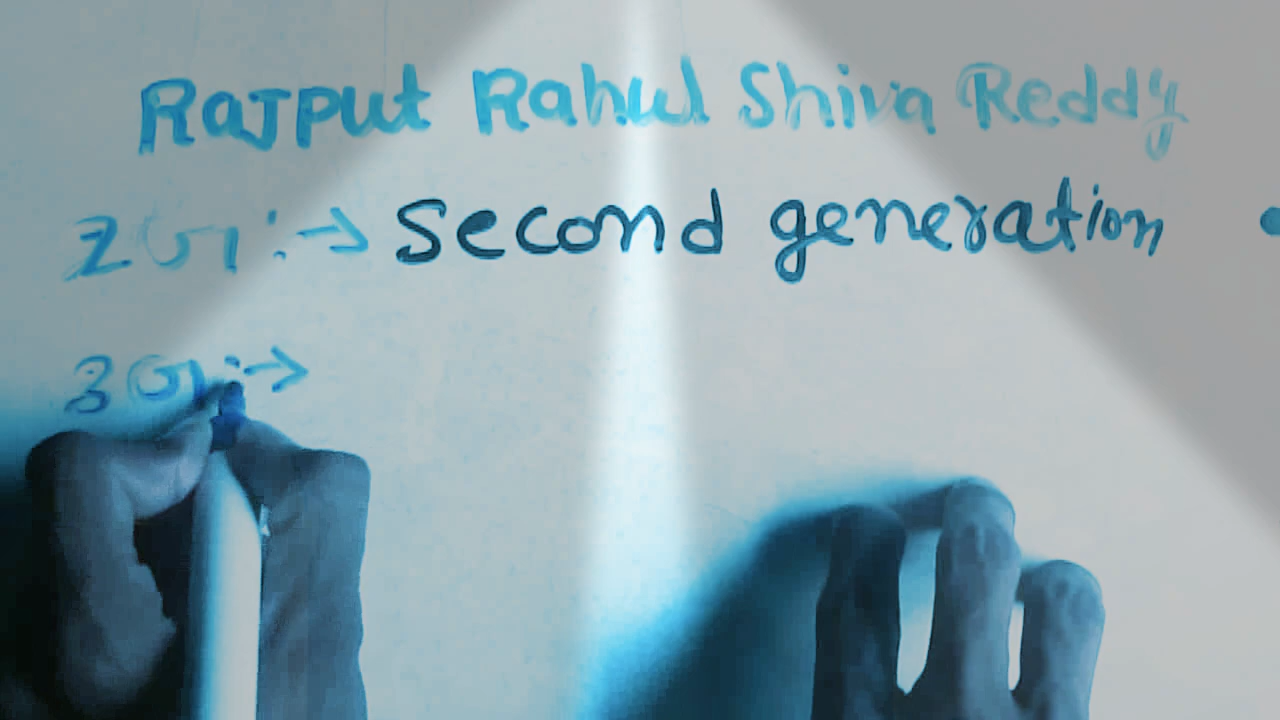 Rajput Rahul Shiva Reddy
2G :→ Second generation
3G :→